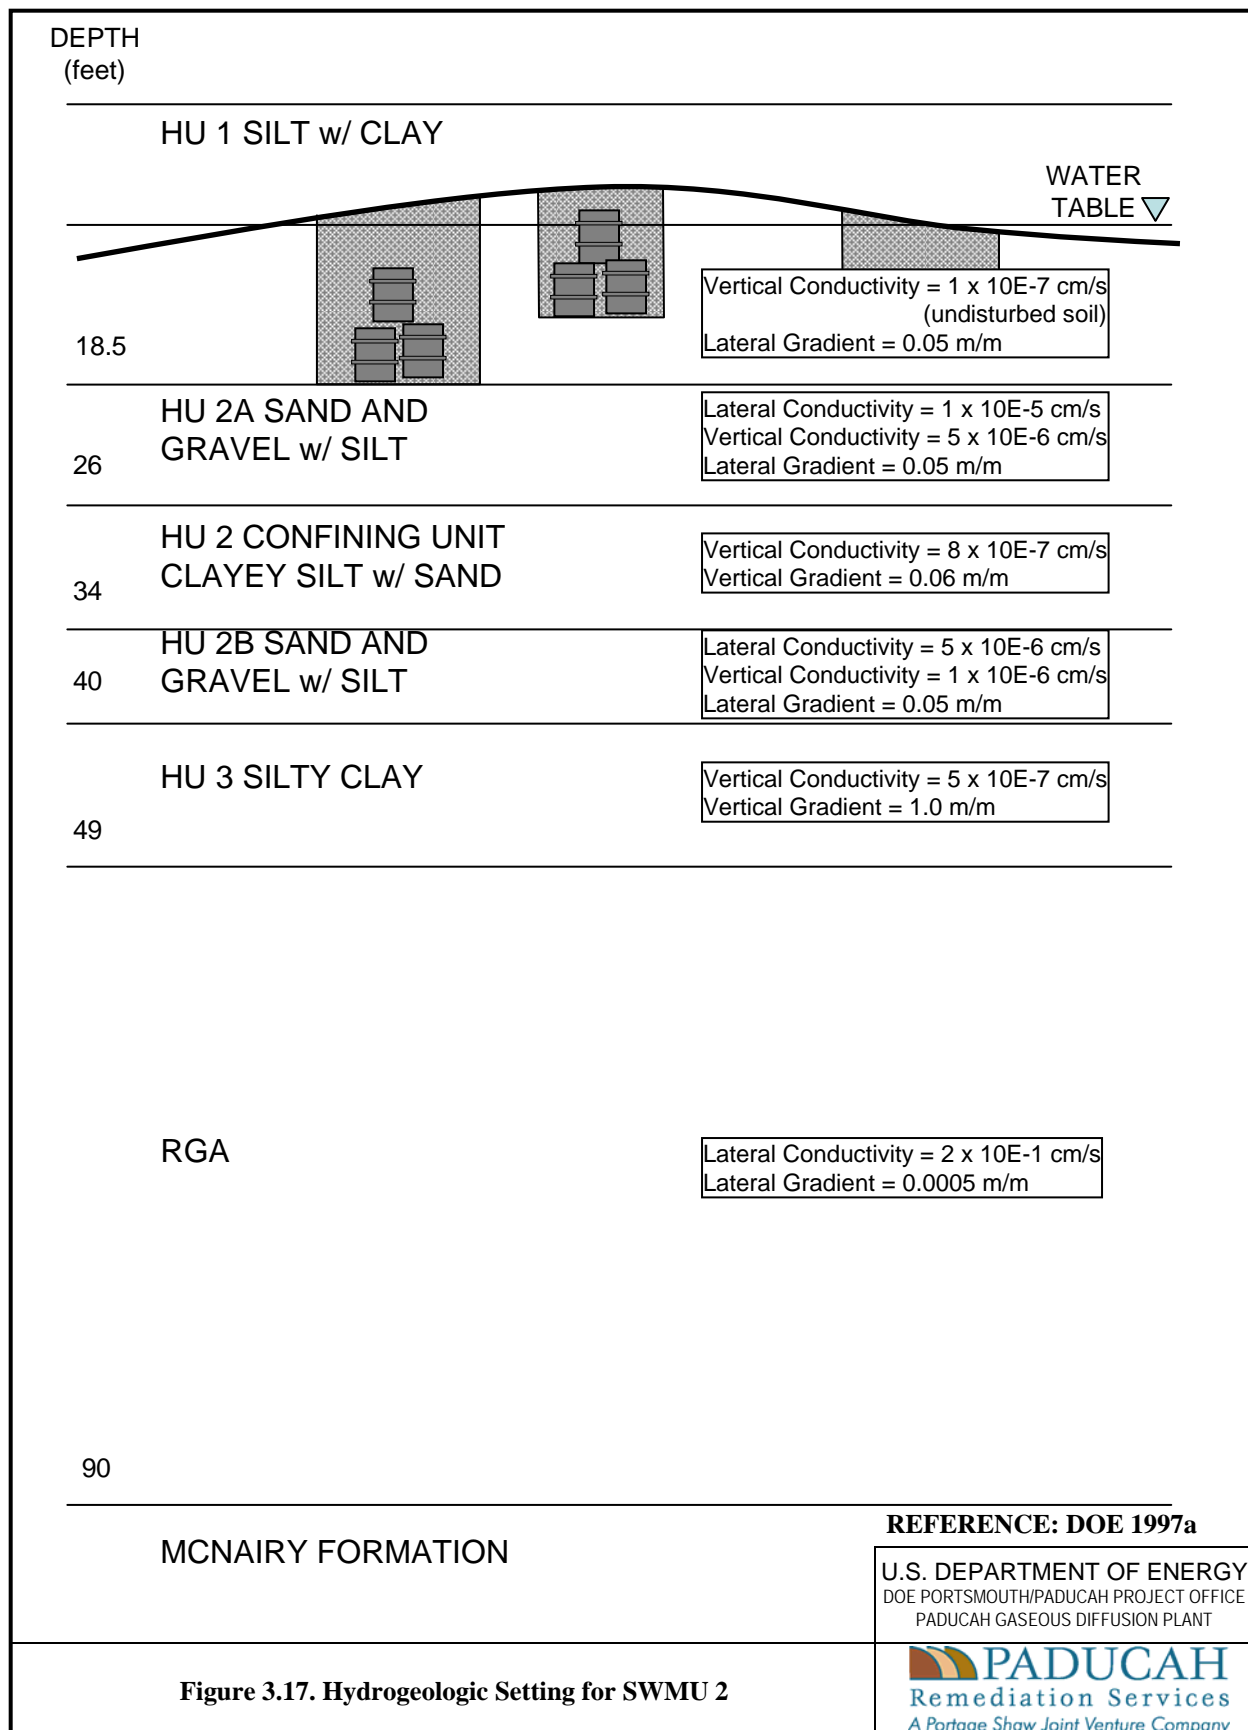 DEPTH
(feet)
HU 1 SILT w/ CLAY
WATER
TABLE
Vertical Conductivity = 1 x 10E-7 cm/s
(undisturbed soil)
Lateral Gradient = 0.05 m/m
18.5
HU 2A SAND AND
GRAVEL w/ SILT
Lateral Conductivity = 1 x 10E-5 cm/s
Vertical Conductivity = 5 x 10E-6 cm/s
Lateral Gradient = 0.05 m/m
26
HU 2 CONFINING UNIT
CLAYEY SILT w/ SAND
Vertical Conductivity = 8 x 10E-7 cm/s
Vertical Gradient = 0.06 m/m
34
HU 2B SAND AND
GRAVEL w/ SILT
Lateral Conductivity = 5 x 10E-6 cm/s
Vertical Conductivity = 1 x 10E-6 cm/s
Lateral Gradient = 0.05 m/m
40
HU 3 SILTY CLAY
Vertical Conductivity = 5 x 10E-7 cm/s
Vertical Gradient = 1.0 m/m
49
RGA
Lateral Conductivity = 2 x 10E-1 cm/s
Lateral Gradient = 0.0005 m/m
90
MCNAIRY FORMATION
REFERENCE: DOE 1997a
U.S. DEPARTMENT OF ENERGY
DOE PORTSMOUTH/PADUCAH PROJECT OFFICE
PADUCAH GASEOUS DIFFUSION PLANT
Figure 3.17. Hydrogeologic Setting for SWMU 2
PADUCAH
Remediation Services
A Portage Shaw Joint Venture Company